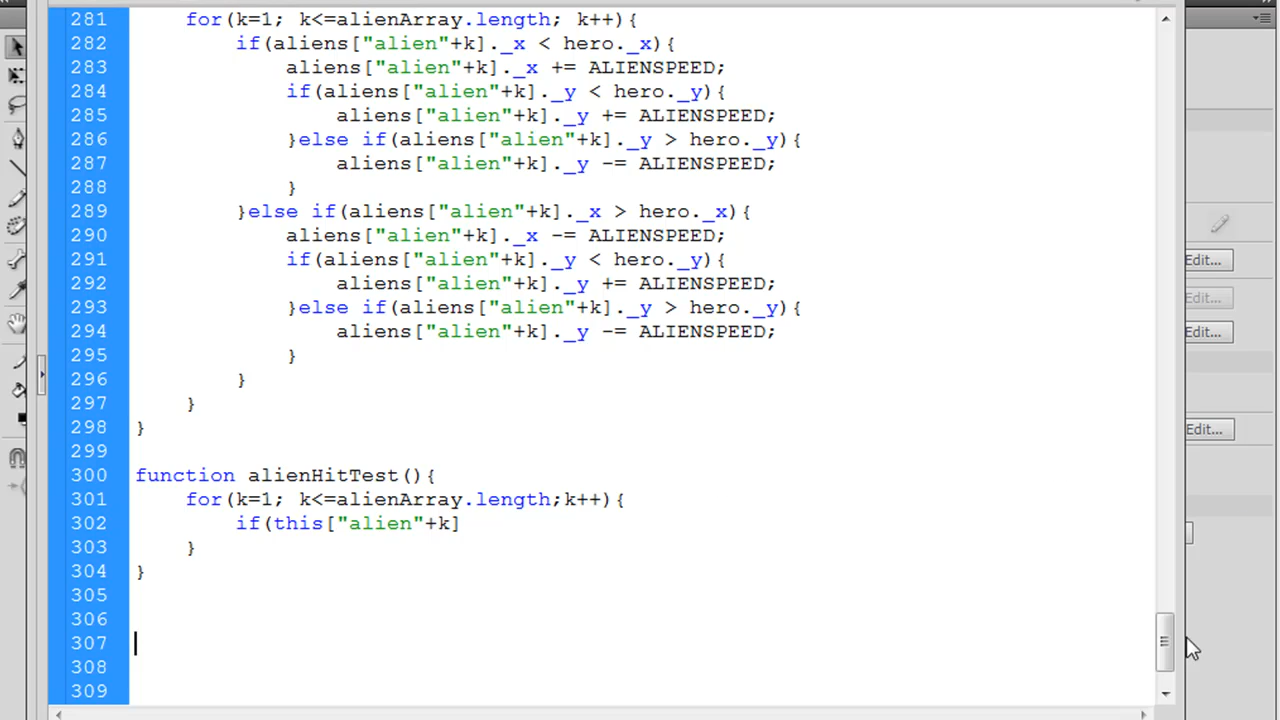 281 for(k=1; k<=alienArray.length; k++){
282 if(aliens["alien"+k]._x < hero._x){
283 aliens["alien"+k]._x += ALIENSPEED;
284 if(aliens["alien"+k]._y < hero._y){
285 aliens["alien"+k]._y += ALIENSPEED;
286 }else if(aliens["alien"+k]._y > hero._y){
287 aliens["alien"+k]._y -= ALIENSPEED;
288 }
289 }else if(aliens["alien"+k]._x > hero._x){
290 aliens["alien"+k]._x -= ALIENSPEED;
291 if(aliens["alien"+k]._y < hero._y){
292 aliens["alien"+k]._y += ALIENSPEED;
293 }else if(aliens["alien"+k]._y > hero._y){
294 aliens["alien"+k]._y -= ALIENSPEED;
295 }
296 }
297 }
298 }
299
300 function alienHitTest(){
301 for(k=1; k<=alienArray.length;k++){
302 if(this["alien"+k]
303 }
304 }
305
306
307
308
309
Edit...
Edit...
Edit...
Edit...